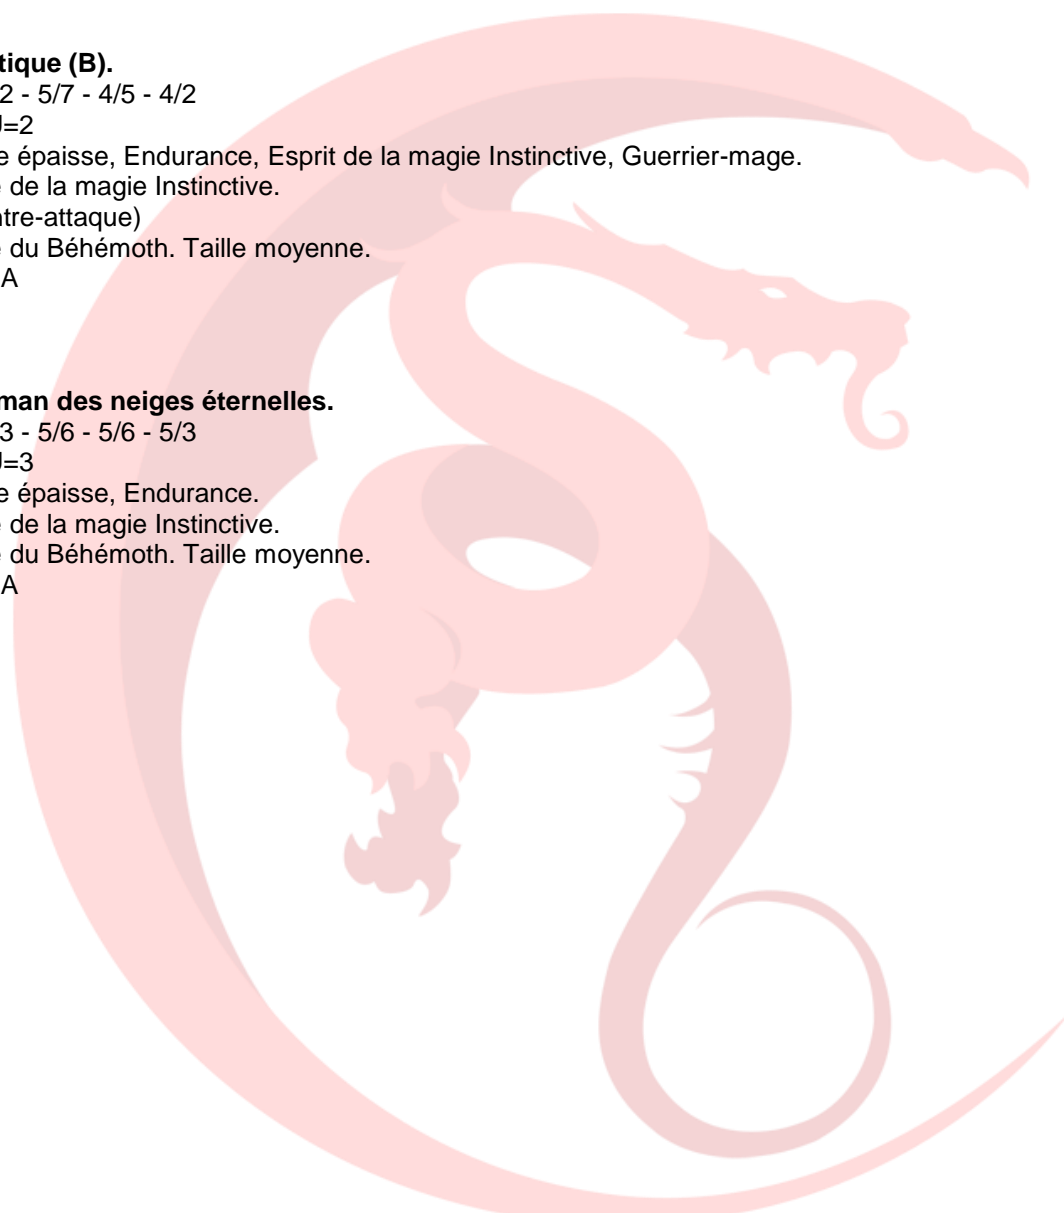 tique (B).
2 - 5/7 - 4/5 - 4/2
=2
e épaisse, Endurance, Esprit de la magie Instinctive, Guerrier-mage.
e de la magie Instinctive.
ntre-attaque)
e du Béhémoth. Taille moyenne.
A
man des neiges éternelles.
3 - 5/6 - 5/6 - 5/3
=3
e épaisse, Endurance.
e de la magie Instinctive.
e du Béhémoth. Taille moyenne.
A